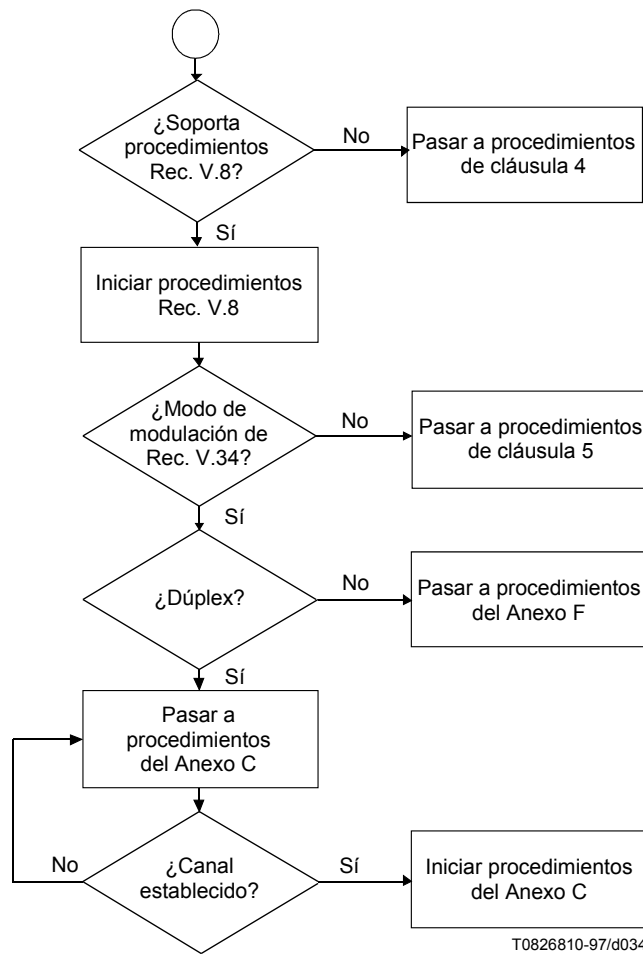 ¿Soporta
procedimientos
Rec. V.8?
No
Pasar a procedimientos
de cláusula 4
Sí
Iniciar procedimientos
Rec. V.8
¿Modo de
modulación de
Rec. V.34?
No
Pasar a procedimientos
de cláusula 5
Sí
¿Dúplex?
No
Pasar a procedimientos
del Anexo F
Sí
Pasar a
procedimientos
del Anexo C
No
¿Canal
establecido?
Sí
Iniciar procedimientos
del Anexo C
T0826810-97/d034